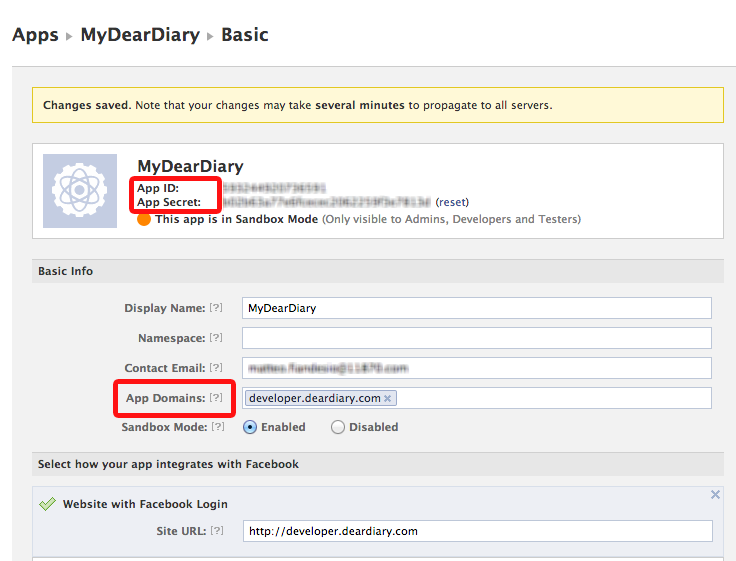 Apps ▸ MyDearDiary ▸ Basic
Changes saved. Note that your changes may take several minutes to propagate to all servers.
MyDearDiary
App ID:
App Secret: (reset)
This app is in Sandbox Mode (Only visible to Admins, Developers and Testers)
Basic Info
Display Name: [?] MyDearDiary
Namespace: [?]
Contact Email: [?]
App Domains: [?] developer.deardiary.com ×
Sandbox Mode: [?] Enabled Disabled
Select how your app integrates with Facebook
Website with Facebook Login
Site URL: [?] http://developer.deardiary.com